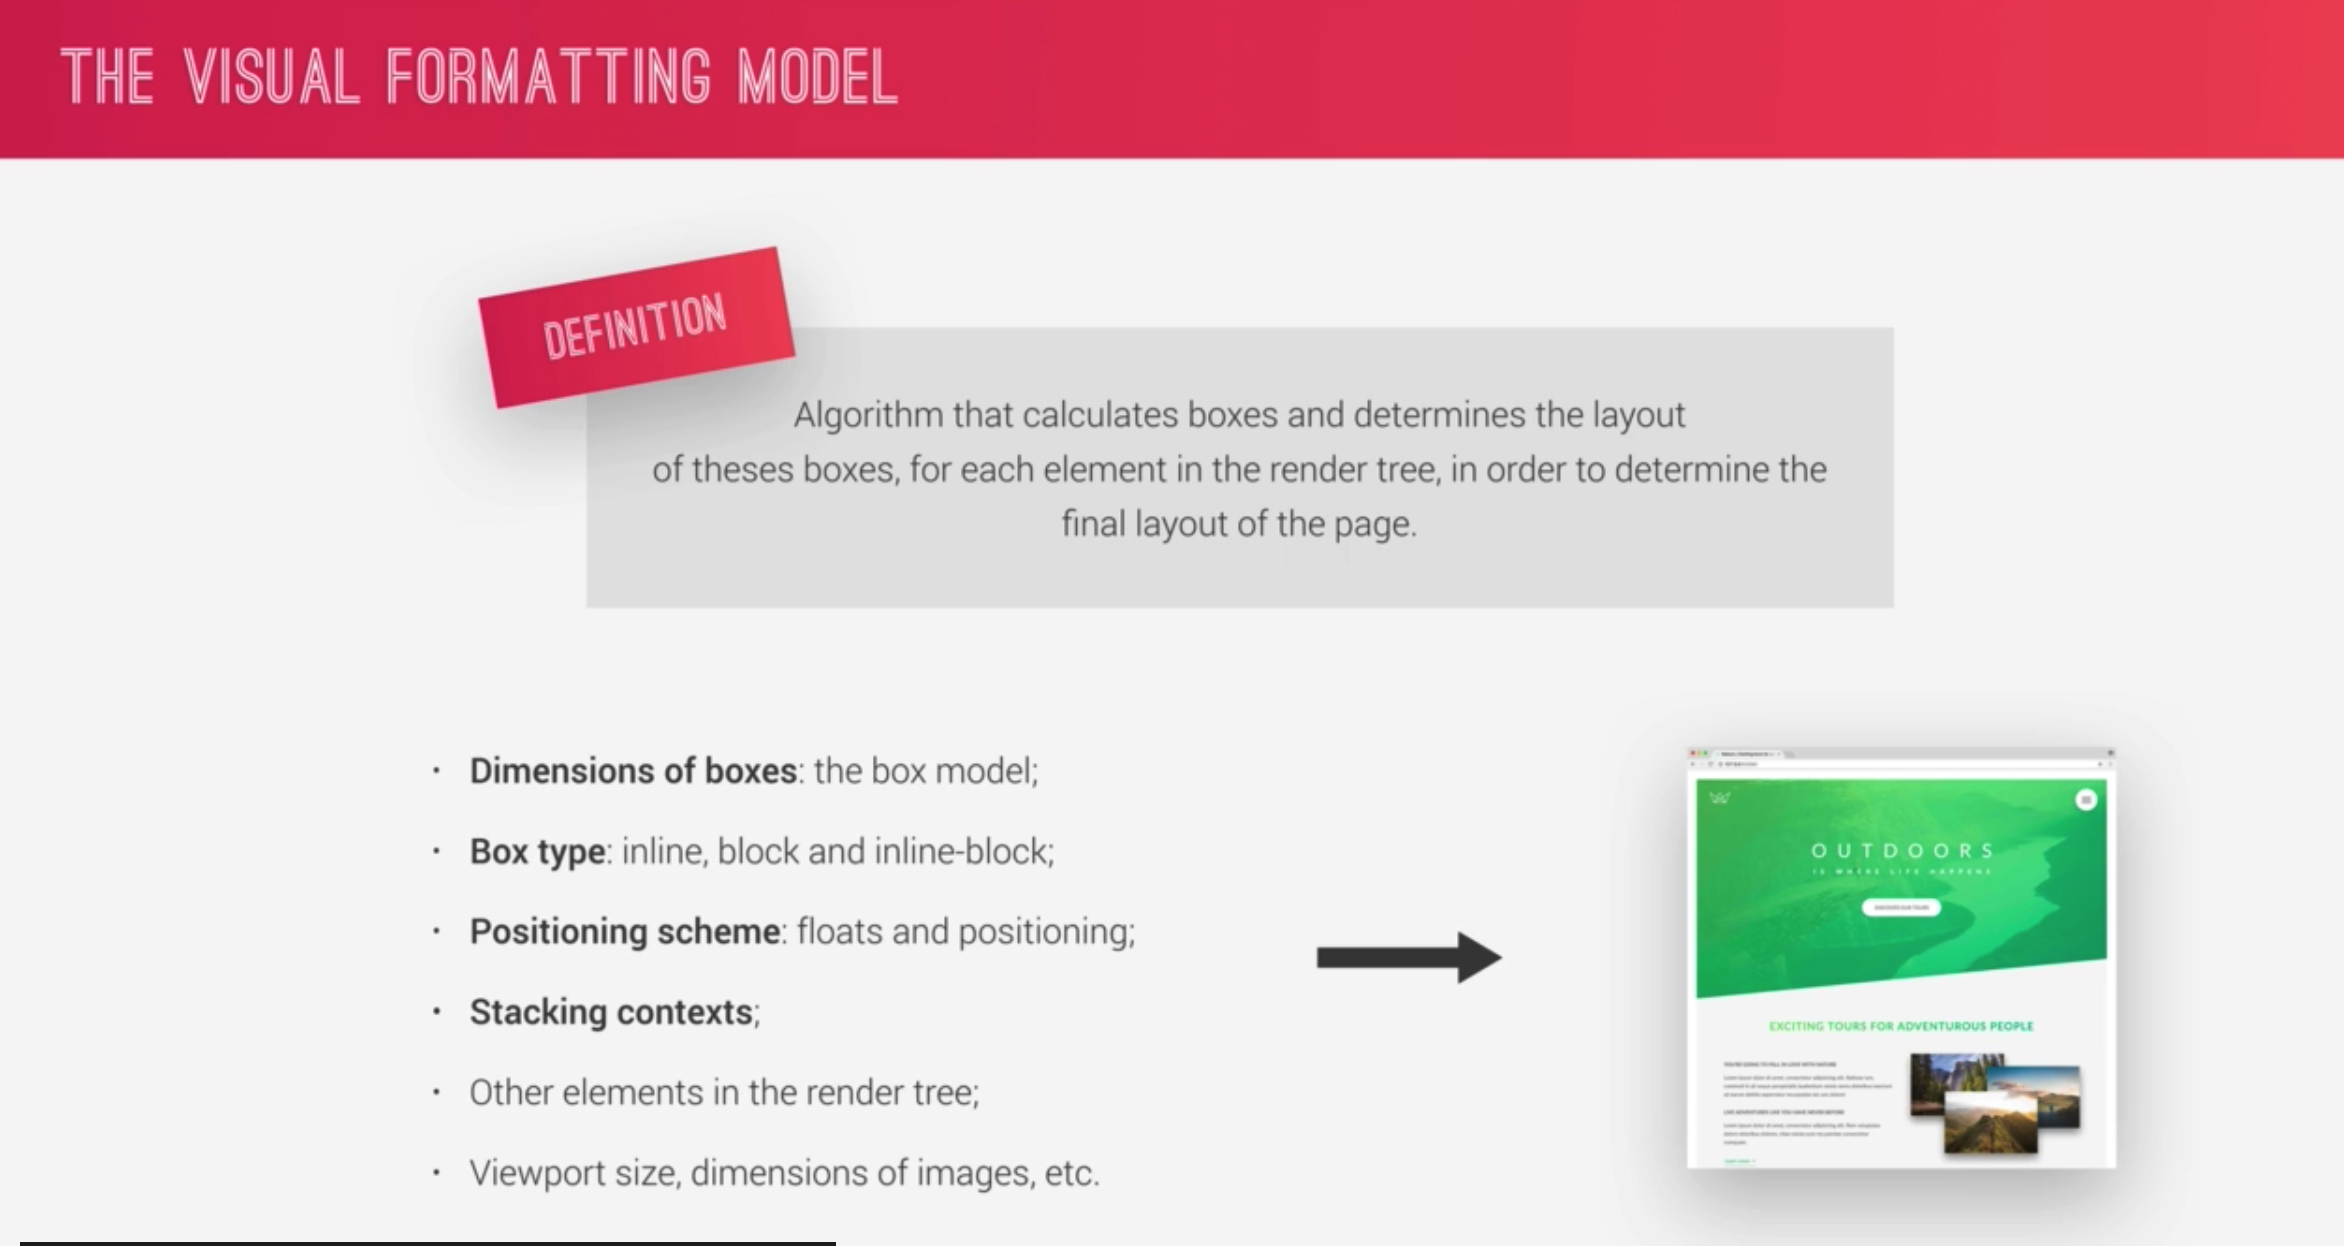 THE VISUAL FORMATTING MODEL
DEFINITION
Algorithm that calculates boxes and determines the layout
of theses boxes, for each element in the render tree, in order to determine the
final layout of the page.
• Dimensions of boxes: the box model;
• Box type: inline, block and inline-block;
• Positioning scheme: floats and positioning;
• Stacking contexts;
• Other elements in the render tree;
• Viewport size, dimensions of images, etc.
OUTDOORS
IS WHERE LIFE HAPPENS
DISCOVER OUR TOURS
EXCITING TOURS FOR ADVENTUROUS PEOPLE